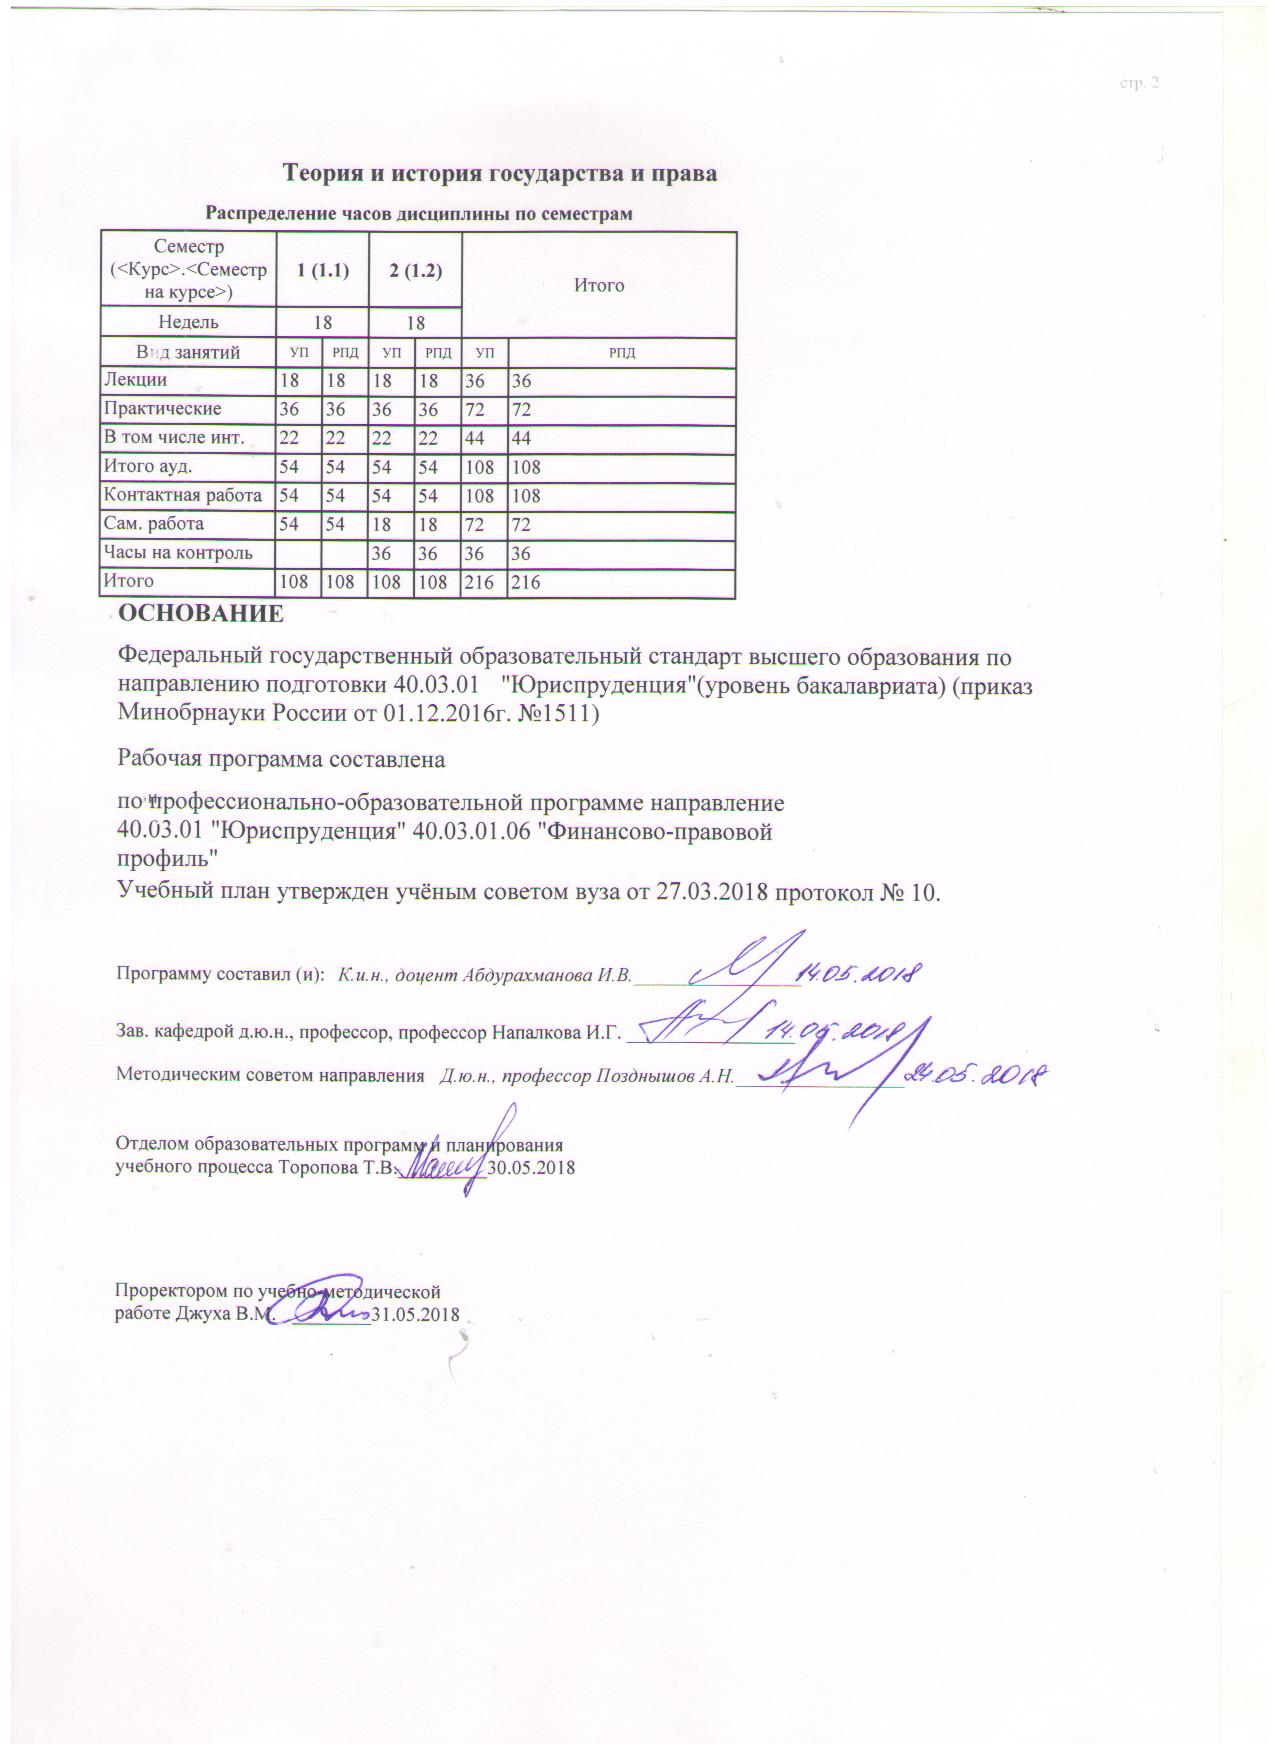 стр. 2
Теория и история государства и права
Распределение часов дисциплины по семестрам
Семестр (<Курс>.<Семестр на курсе>) 1 (1.1) 2 (1.2) Итого
Недель 18 18
Вид занятий УП РПД УП РПД УП РПД
Лекции 18 18 18 18 36 36
Практические 36 36 36 36 72 72
В том числе инт. 22 22 22 22 44 44
Итого ауд. 54 54 54 54 108 108
Контактная работа 54 54 54 54 108 108
Сам. работа 54 54 18 18 72 72
Часы на контроль 36 36 36 36
Итого 108 108 108 108 216 216
ОСНОВАНИЕ
Федеральный государственный образовательный стандарт высшего образования по
направлению подготовки 40.03.01 "Юриспруденция"(уровень бакалавриата) (приказ
Минобрнауки России от 01.12.2016г. №1511)
Рабочая программа составлена
по профессионально-образовательной программе направление
40.03.01 "Юриспруденция" 40.03.01.06 "Финансово-правовой
профиль"
Учебный план утвержден учёным советом вуза от 27.03.2018 протокол № 10.
Программу составил (и): К.и.н., доцент Абдурахманова И.В. 14.05.2018
Зав. кафедрой д.ю.н., профессор, профессор Напалкова И.Г. 14.05.2018
Методическим советом направления Д.ю.н., профессор Позднышов А.Н. 24.05.2018
Отделом образовательных программ и планирования
учебного процесса Торопова Т.В. 30.05.2018
Проректором по учебно-методической
работе Джуха В.М. 31.05.2018